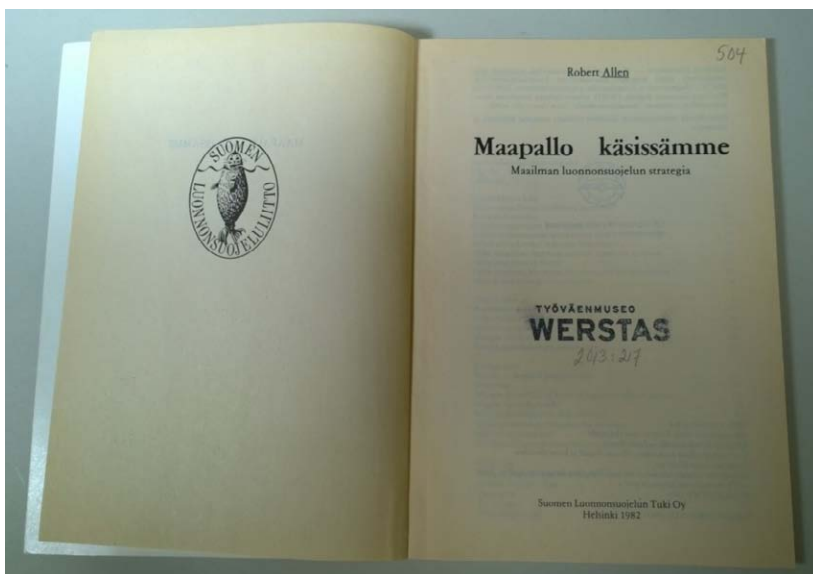 SUOMEN
LUONNONSUOJELULIITTO
504
Robert Allen
Maapallo käsissämme
Maailman luonnonsuojelun strategia
TYÖVÄENMUSEO
WERSTAS
2013:217
Suomen Luonnonsuojelun Tuki Oy
Helsinki 1982